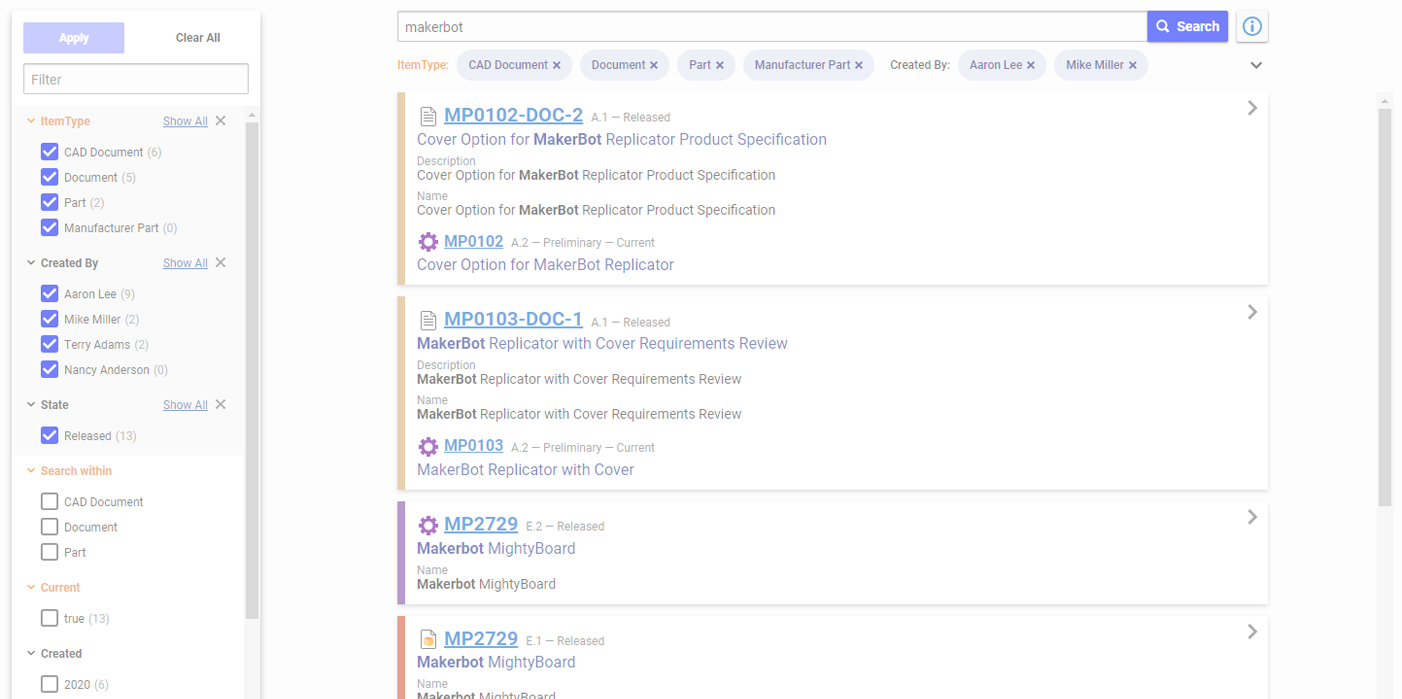 Apply
Clear All
Filter
ItemType Show All
CAD Document (6)
Document (5)
Part (2)
Manufacturer Part (0)
Created By Show All
Aaron Lee (9)
Mike Miller (2)
Terry Adams (2)
Nancy Anderson (0)
State Show All
Released (13)
Search within
CAD Document
Document
Part
Current
true (13)
Created
2020 (6)
makerbot
Search
ItemType: CAD Document Document Part Manufacturer Part Created By: Aaron Lee Mike Miller
MP0102-DOC-2 A.1 — Released
Cover Option for MakerBot Replicator Product Specification
Description
Cover Option for MakerBot Replicator Product Specification
Name
Cover Option for MakerBot Replicator Product Specification
MP0102 A.2 — Preliminary — Current
Cover Option for MakerBot Replicator
MP0103-DOC-1 A.1 — Released
MakerBot Replicator with Cover Requirements Review
Description
MakerBot Replicator with Cover Requirements Review
Name
MakerBot Replicator with Cover Requirements Review
MP0103 A.2 — Preliminary — Current
MakerBot Replicator with Cover
MP2729 E.2 — Released
Makerbot MightyBoard
Name
Makerbot MightyBoard
MP2729 E.1 — Released
Makerbot MightyBoard
Name
Makerbot MightyBoard